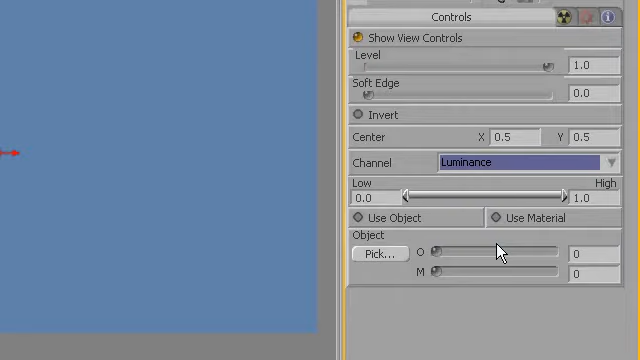 Controls
Show View Controls
Level
1.0
Soft Edge
0.0
Invert
Center X 0.5 Y 0.5
Channel Luminance
Low High
0.0 1.0
Use Object Use Material
Object
Pick... O 0
M 0